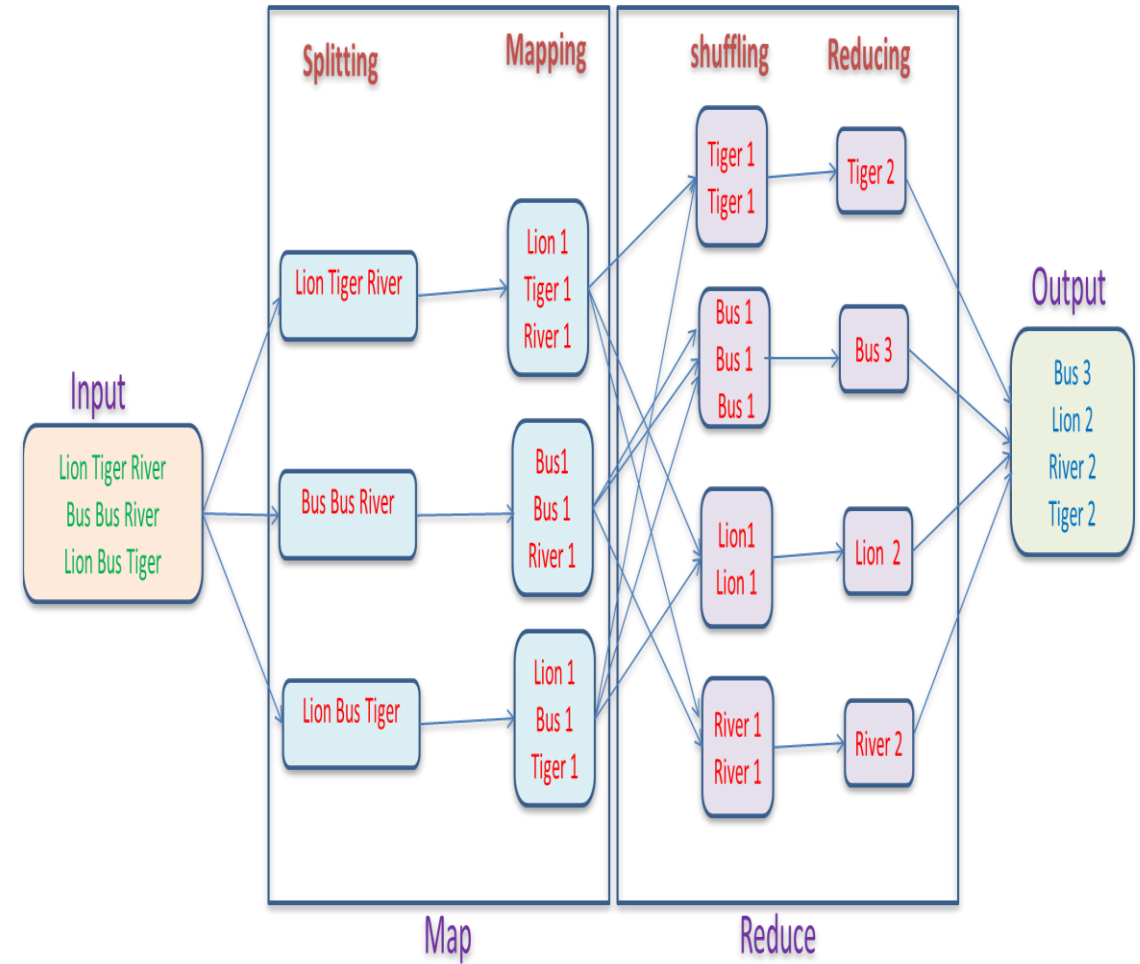 Splitting
Mapping
shuffling
Reducing
Input
Lion Tiger River
Bus Bus River
Lion Bus Tiger
Lion Tiger River
Bus Bus River
Lion Bus Tiger
Lion 1
Tiger 1
River 1
Bus1
Bus 1
River 1
Lion 1
Bus 1
Tiger 1
Tiger 1
Tiger 1
Bus 1
Bus 1
Bus 1
Lion1
Lion 1
River 1
River 1
Tiger 2
Bus 3
Lion 2
River 2
Output
Bus 3
Lion 2
River 2
Tiger 2
Map
Reduce